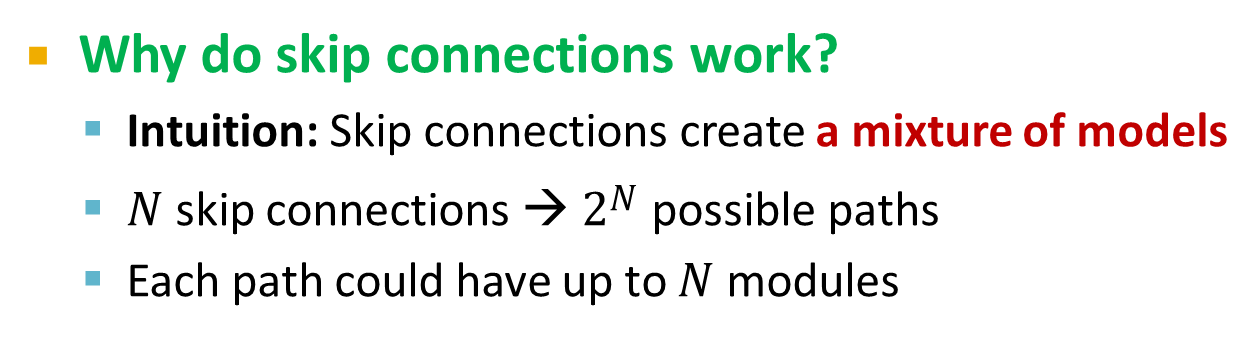 Why do skip connections work?
Intuition: Skip connections create a mixture of models
N skip connections → 2^N possible paths
Each path could have up to N modules